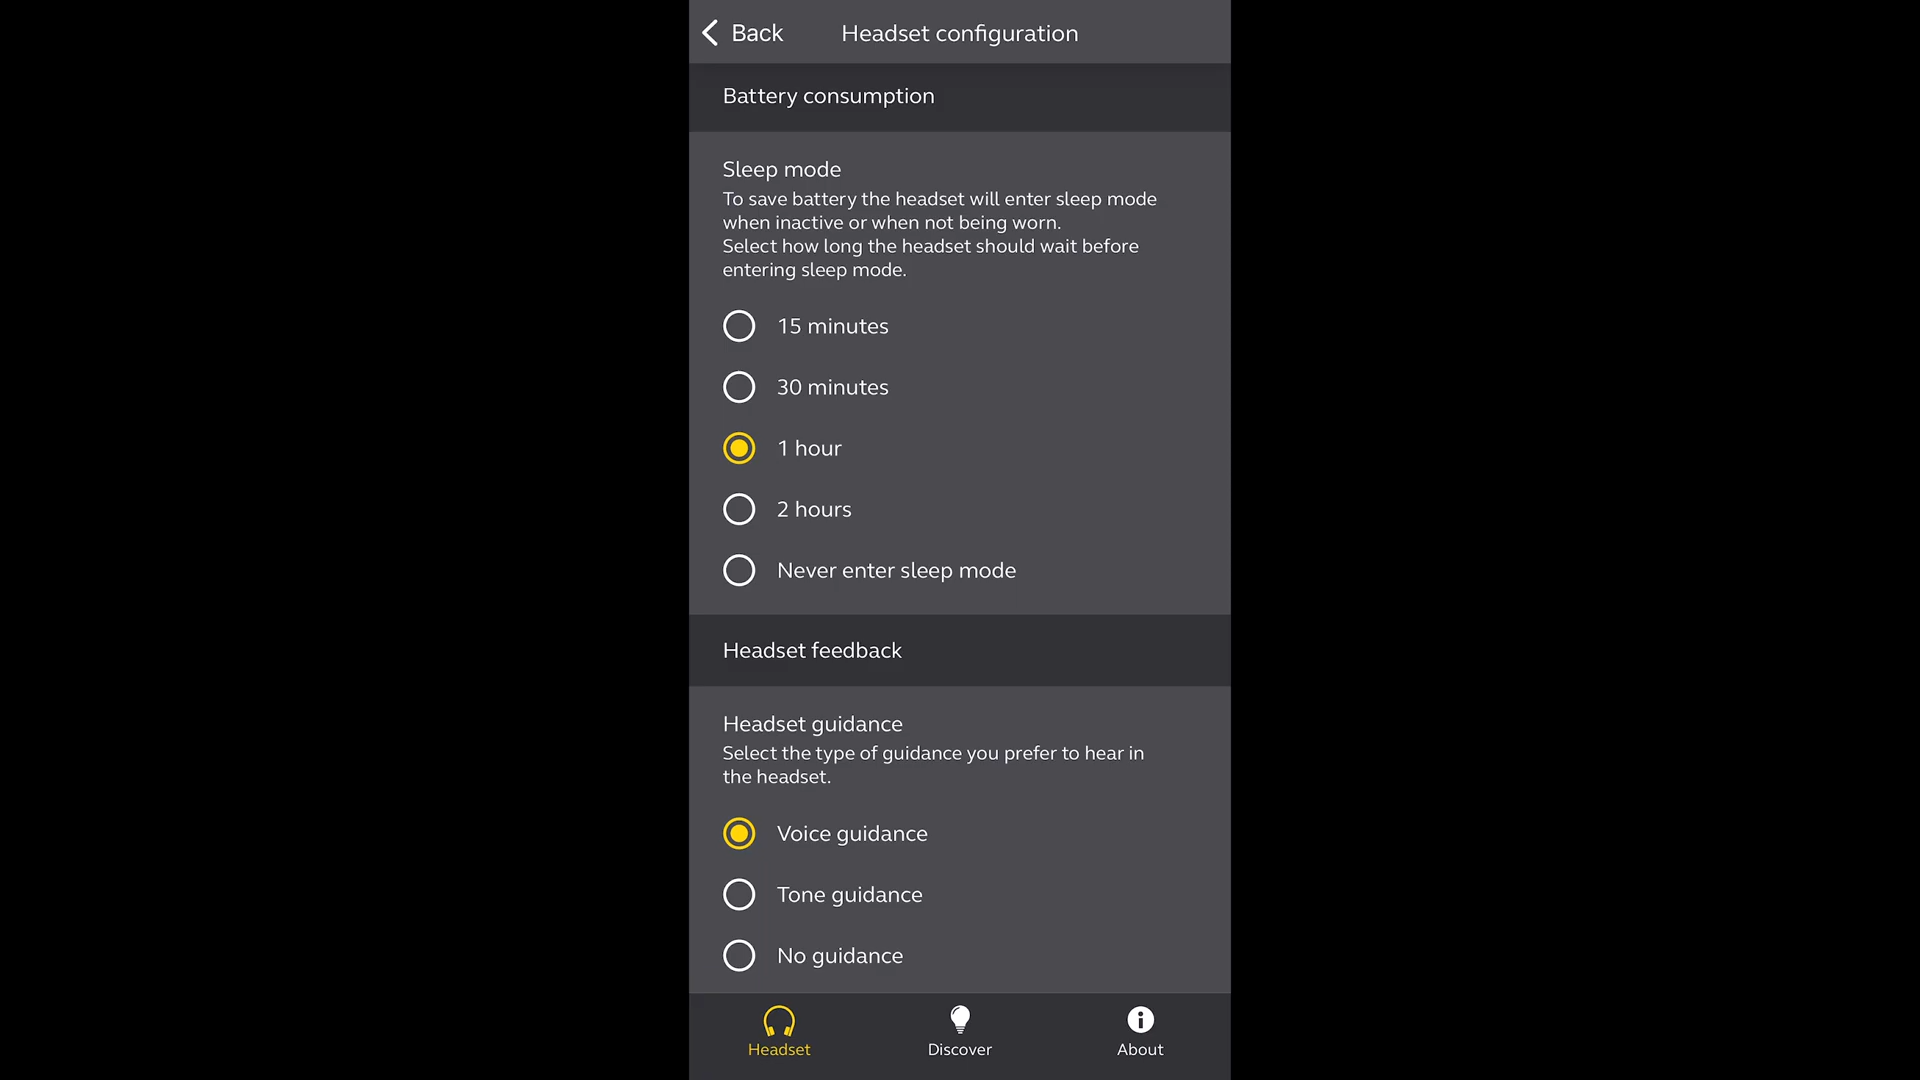 Back
Headset configuration
Battery consumption
Sleep mode
To save battery the headset will enter sleep mode
when inactive or when not being worn.
Select how long the headset should wait before
entering sleep mode.
15 minutes
30 minutes
1 hour
2 hours
Never enter sleep mode
Headset feedback
Headset guidance
Select the type of guidance you prefer to hear in
the headset.
Voice guidance
Tone guidance
No guidance
Headset
Discover
About